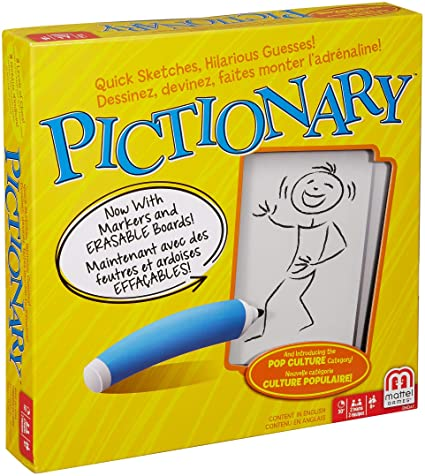 Quick Sketches, Hilarious Guesses!
Dessinez, devinez, faites monter l'adrénaline!
PICTIONARY
PICTIONARY
Now With
Markers and
ERASABLE Boards!
Maintenant avec des
feutres et ardoises
EFFAÇABLES!
And Introducing the
POP CULTURE Category!
Nouvelle catégorie
CULTURE POPULAIRE!
CONTENT IN ENGLISH
CONTENU EN ANGLAIS
30"
8+
mattel
GAMES